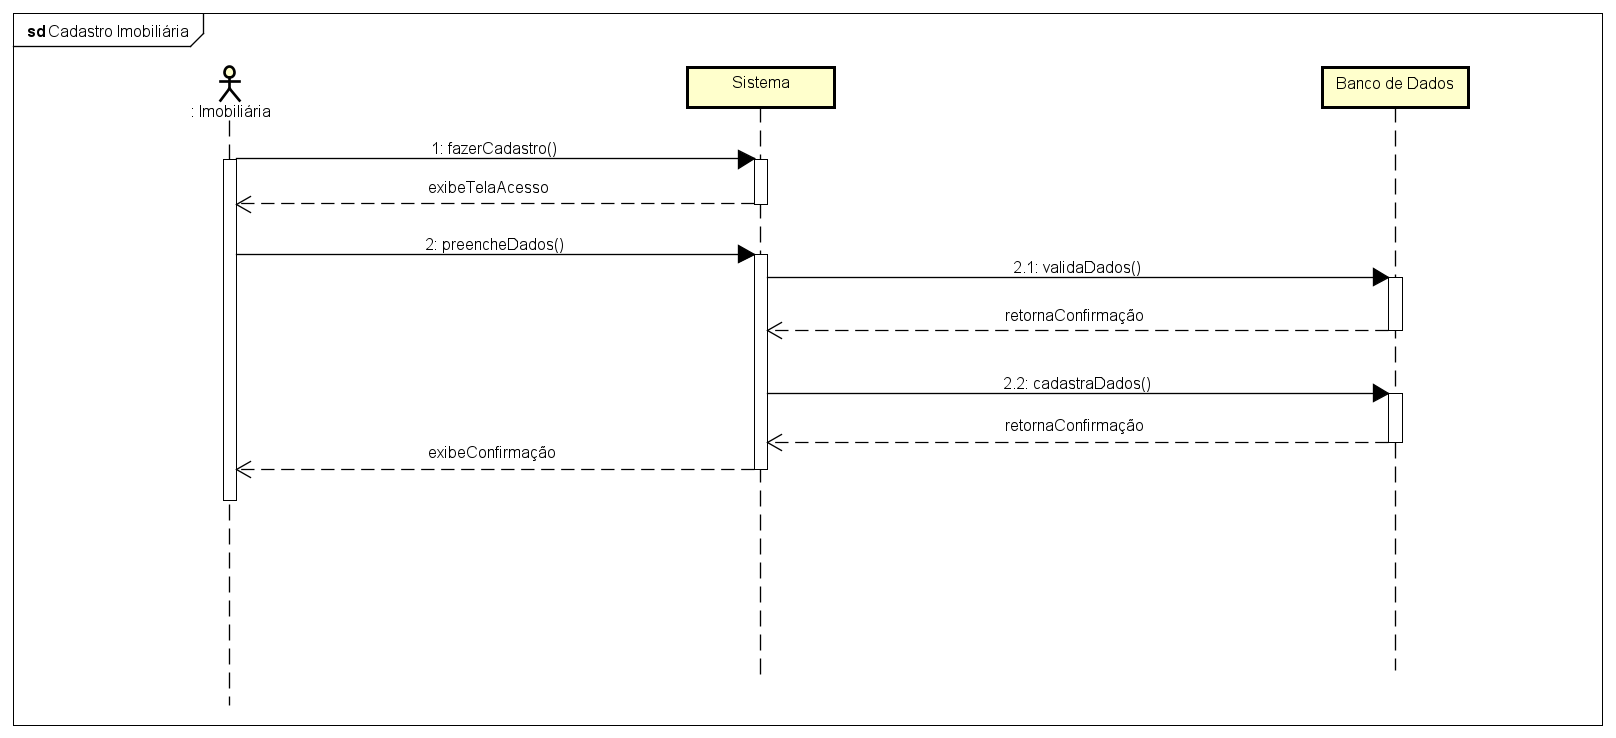 sd Cadastro Imobiliária
: Imobiliária
Sistema
Banco de Dados
1: fazerCadastro()
exibeTelaAcesso
2: preencheDados()
2.1: validaDados()
retornaConfirmação
2.2: cadastraDados()
retornaConfirmação
exibeConfirmação